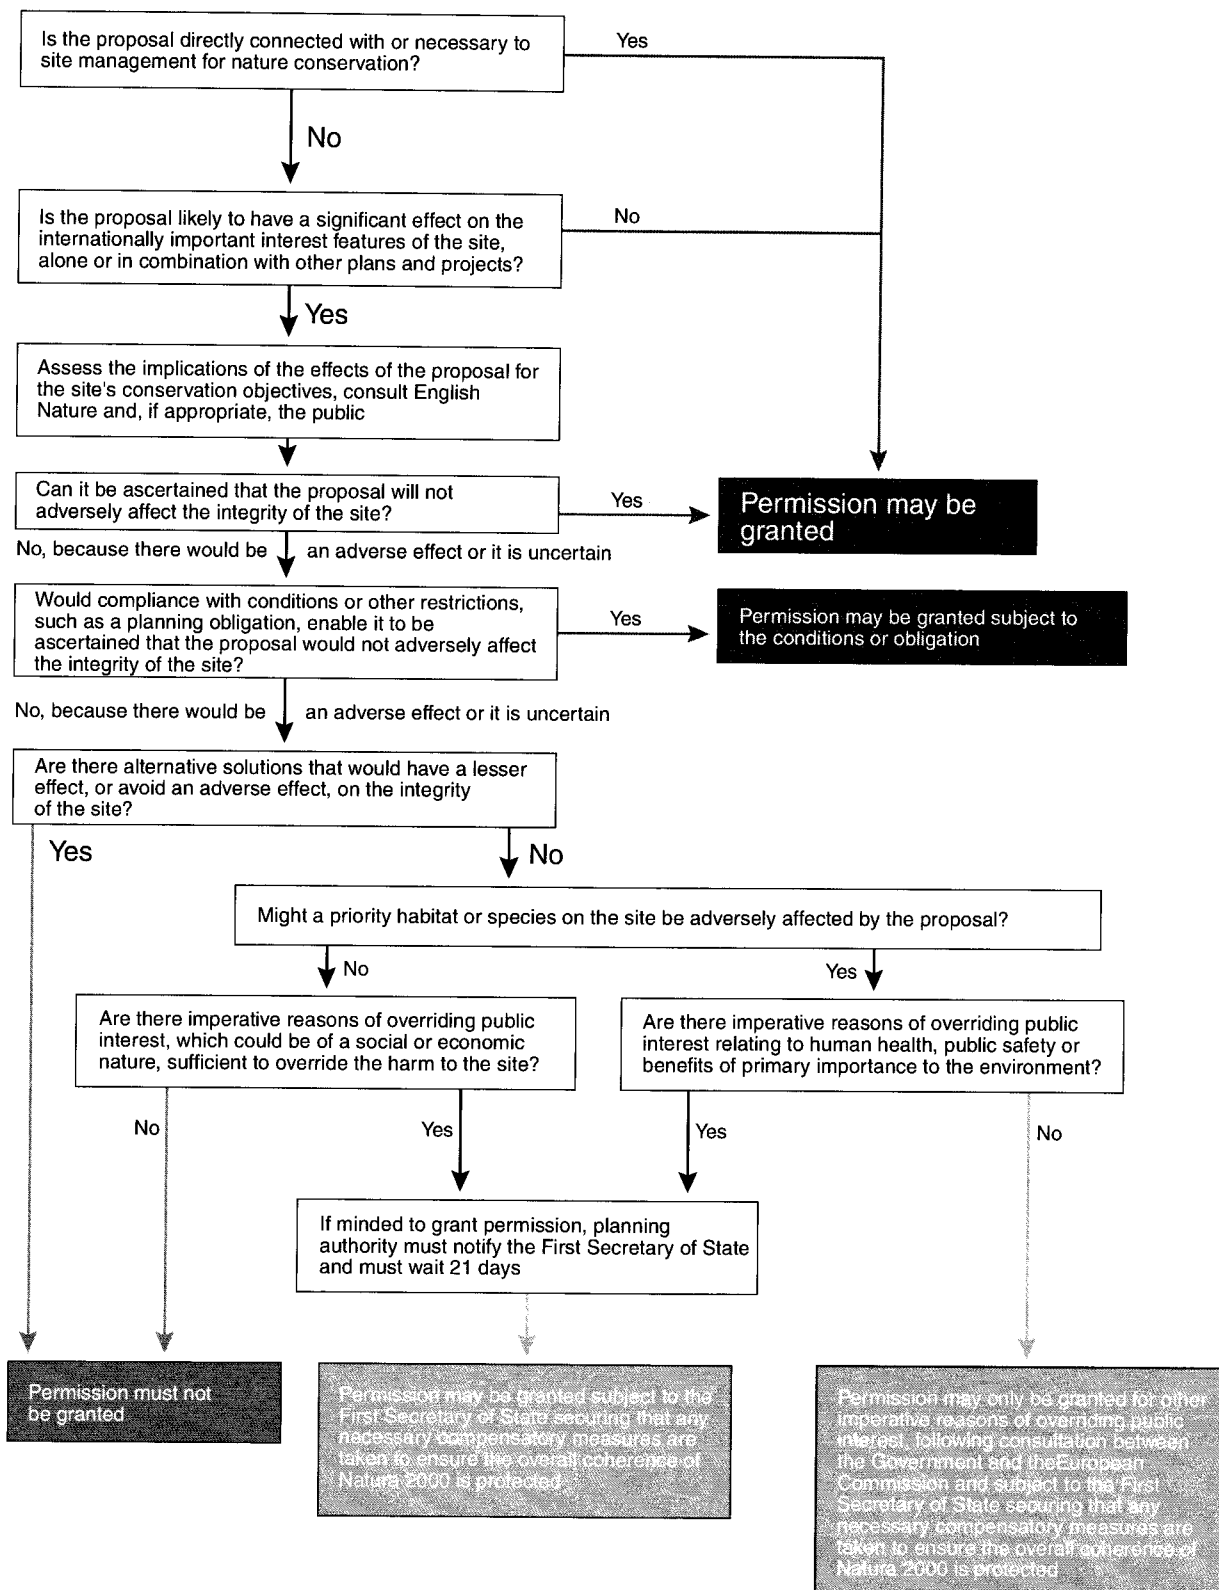 Is the proposal directly connected with or necessary to
site management for nature conservation?
Yes
No
Is the proposal likely to have a significant effect on the
internationally important interest features of the site,
alone or in combination with other plans and projects?
No
Yes
Assess the implications of the effects of the proposal for
the site's conservation objectives, consult English
Nature and, if appropriate, the public
Can it be ascertained that the proposal will not
adversely affect the integrity of the site?
Yes
Permission may be
granted
No, because there would be an adverse effect or it is uncertain
Would compliance with conditions or other restrictions,
such as a planning obligation, enable it to be
ascertained that the proposal would not adversely affect
the integrity of the site?
Yes
Permission may be granted subject to
the conditions or obligation
No, because there would be an adverse effect or it is uncertain
Are there alternative solutions that would have a lesser
effect, or avoid an adverse effect, on the integrity
of the site?
Yes
No
Might a priority habitat or species on the site be adversely affected by the proposal?
No
Yes
Are there imperative reasons of overriding public
interest, which could be of a social or economic
nature, sufficient to override the harm to the site?
Are there imperative reasons of overriding public
interest relating to human health, public safety or
benefits of primary importance to the environment?
No
Yes
Yes
No
If minded to grant permission, planning
authority must notify the First Secretary of State
and must wait 21 days
Permission must not
be granted
Permission may be granted subject to the
First Secretary of State securing that any
necessary compensatory measures are
taken to ensure the overall coherence of
Natura 2000 is protected
Permission may only be granted for other
imperative reasons of overriding public
interest, following consultation between
the Government and theEuropean
Commission and subject to the First
Secretary of State securing that any
necessary compensatory measures are
taken to ensure the overall coherence of
Natura 2000 is protected